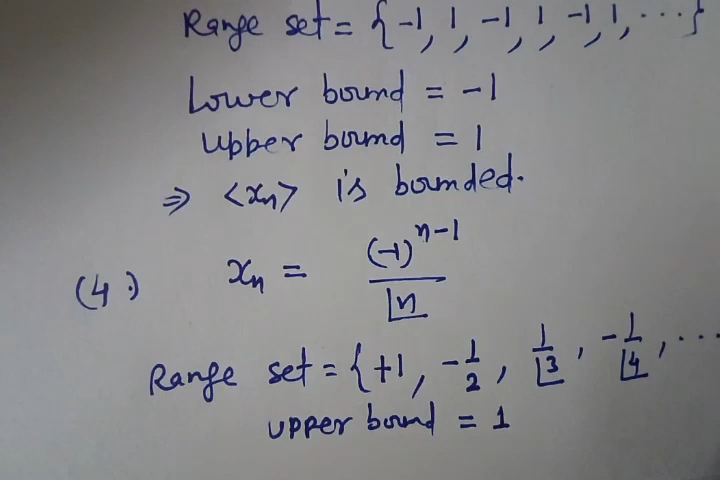 Range set = {-1, 1, -1, 1, -1, 1, ...}
Lower bound = -1
Upper bound = 1
⇒ <xₙ> is bounded.
(4.) xₙ = (-1)^(n-1) / ⌊n
Range set = {+1, -1/2, 1/⌊3, -1/⌊4, ...
upper bound = 1